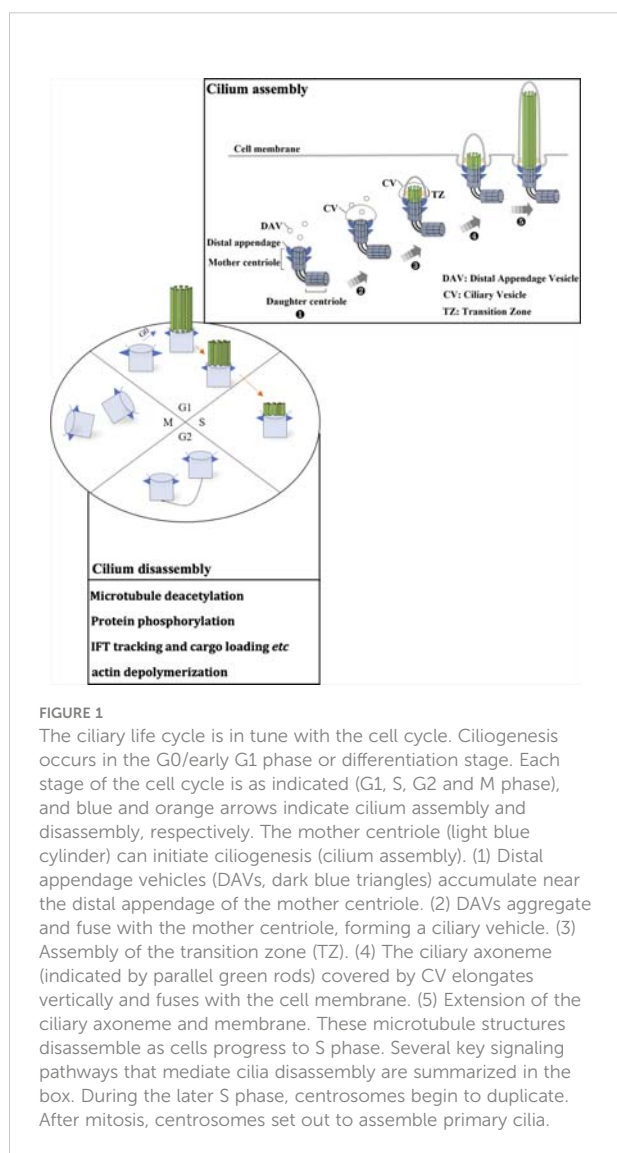 Cilium assembly
Cell membrane
CV
CV
TZ
DAV
Distal appendage
Mother centriole
Daughter centriole
❶
❷
❸
❹
❺
DAV: Distal Appendage Vesicle
CV: Ciliary Vesicle
TZ: Transition Zone
G0
G1
M
S
G2
Cilium disassembly
Microtubule deacetylation
Protein phosphorylation
IFT tracking and cargo loading etc
actin depolymerization
FIGURE 1
The ciliary life cycle is in tune with the cell cycle. Ciliogenesis
occurs in the G0/early G1 phase or differentiation stage. Each
stage of the cell cycle is as indicated (G1, S, G2 and M phase),
and blue and orange arrows indicate cilium assembly and
disassembly, respectively. The mother centriole (light blue
cylinder) can initiate ciliogenesis (cilium assembly). (1) Distal
appendage vehicles (DAVs, dark blue triangles) accumulate near
the distal appendage of the mother centriole. (2) DAVs aggregate
and fuse with the mother centriole, forming a ciliary vehicle. (3)
Assembly of the transition zone (TZ). (4) The ciliary axoneme
(indicated by parallel green rods) covered by CV elongates
vertically and fuses with the cell membrane. (5) Extension of the
ciliary axoneme and membrane. These microtubule structures
disassemble as cells progress to S phase. Several key signaling
pathways that mediate cilia disassembly are summarized in the
box. During the later S phase, centrosomes begin to duplicate.
After mitosis, centrosomes set out to assemble primary cilia.